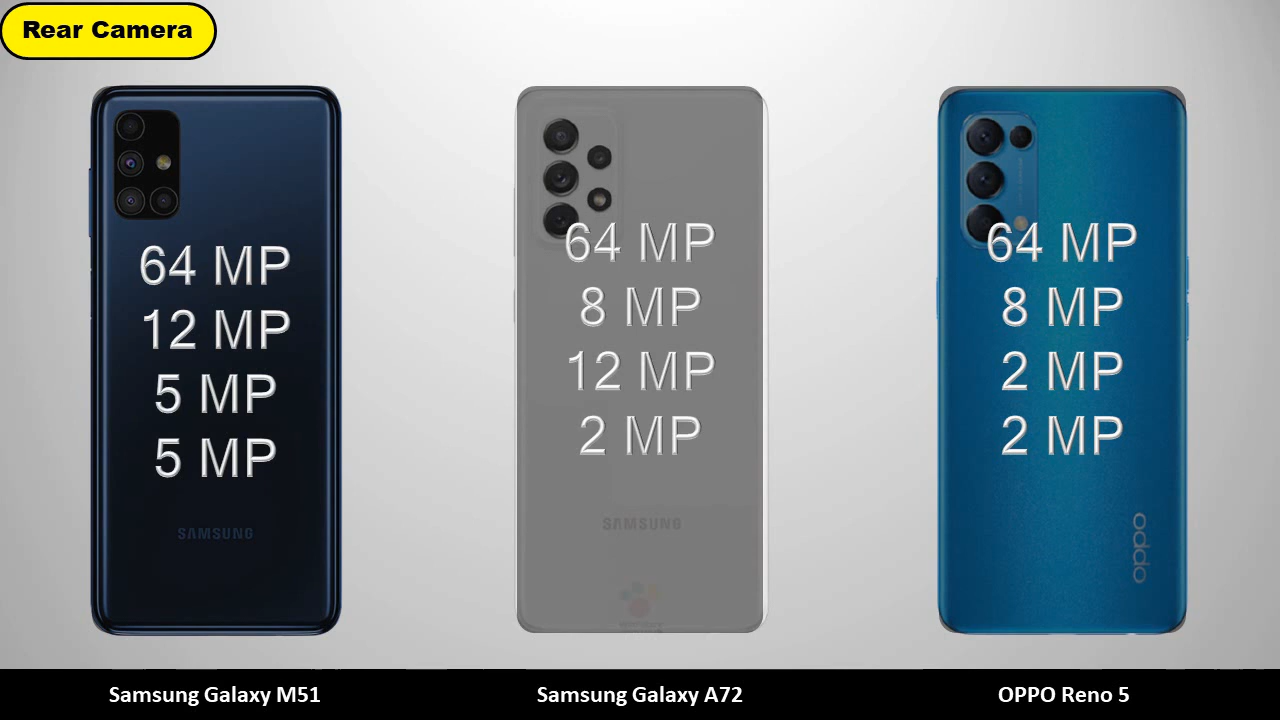 Rear Camera
64 MP
12 MP
5 MP
5 MP
SAMSUNG
64 MP
8 MP
12 MP
2 MP
SAMSUNG
64 MP
8 MP
2 MP
2 MP
oppo
Samsung Galaxy M51
Samsung Galaxy A72
OPPO Reno 5